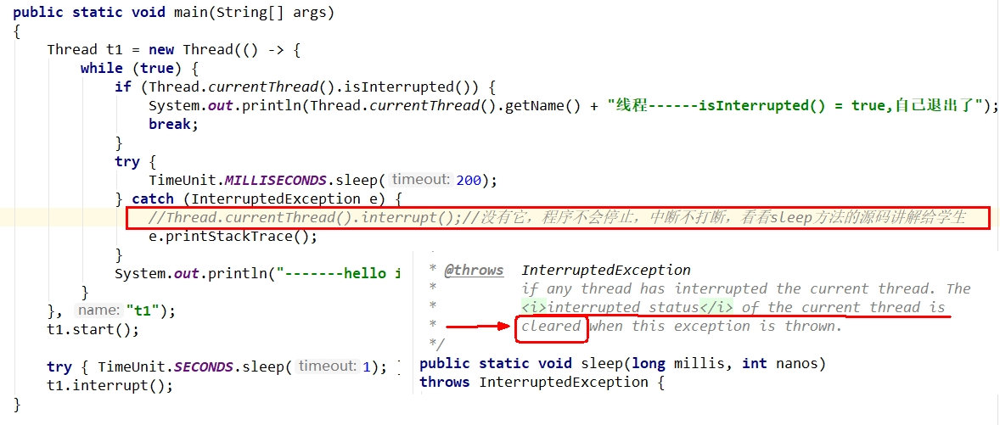 public static void main(String[] args)
{
Thread t1 = new Thread(() -> {
while (true) {
if (Thread.currentThread().isInterrupted()) {
System.out.println(Thread.currentThread().getName() + "线程------isInterrupted() = true,自己退出了");
break;
}
try {
TimeUnit.MILLISECONDS.sleep( timeout: 200);
} catch (InterruptedException e) {
//Thread.currentThread().interrupt();//没有它，程序不会停止，中断不打断，看看sleep方法的源码讲解给学生
e.printStackTrace();
}
System.out.println("-------hello i
}
}, name: "t1");
t1.start();
try { TimeUnit.SECONDS.sleep( timeout: 1);
t1.interrupt();
}
*
* @throws InterruptedException
* if any thread has interrupted the current thread. The
* <i>interrupted status</i> of the current thread is
* cleared when this exception is thrown.
*/
public static void sleep(long millis, int nanos)
throws InterruptedException {